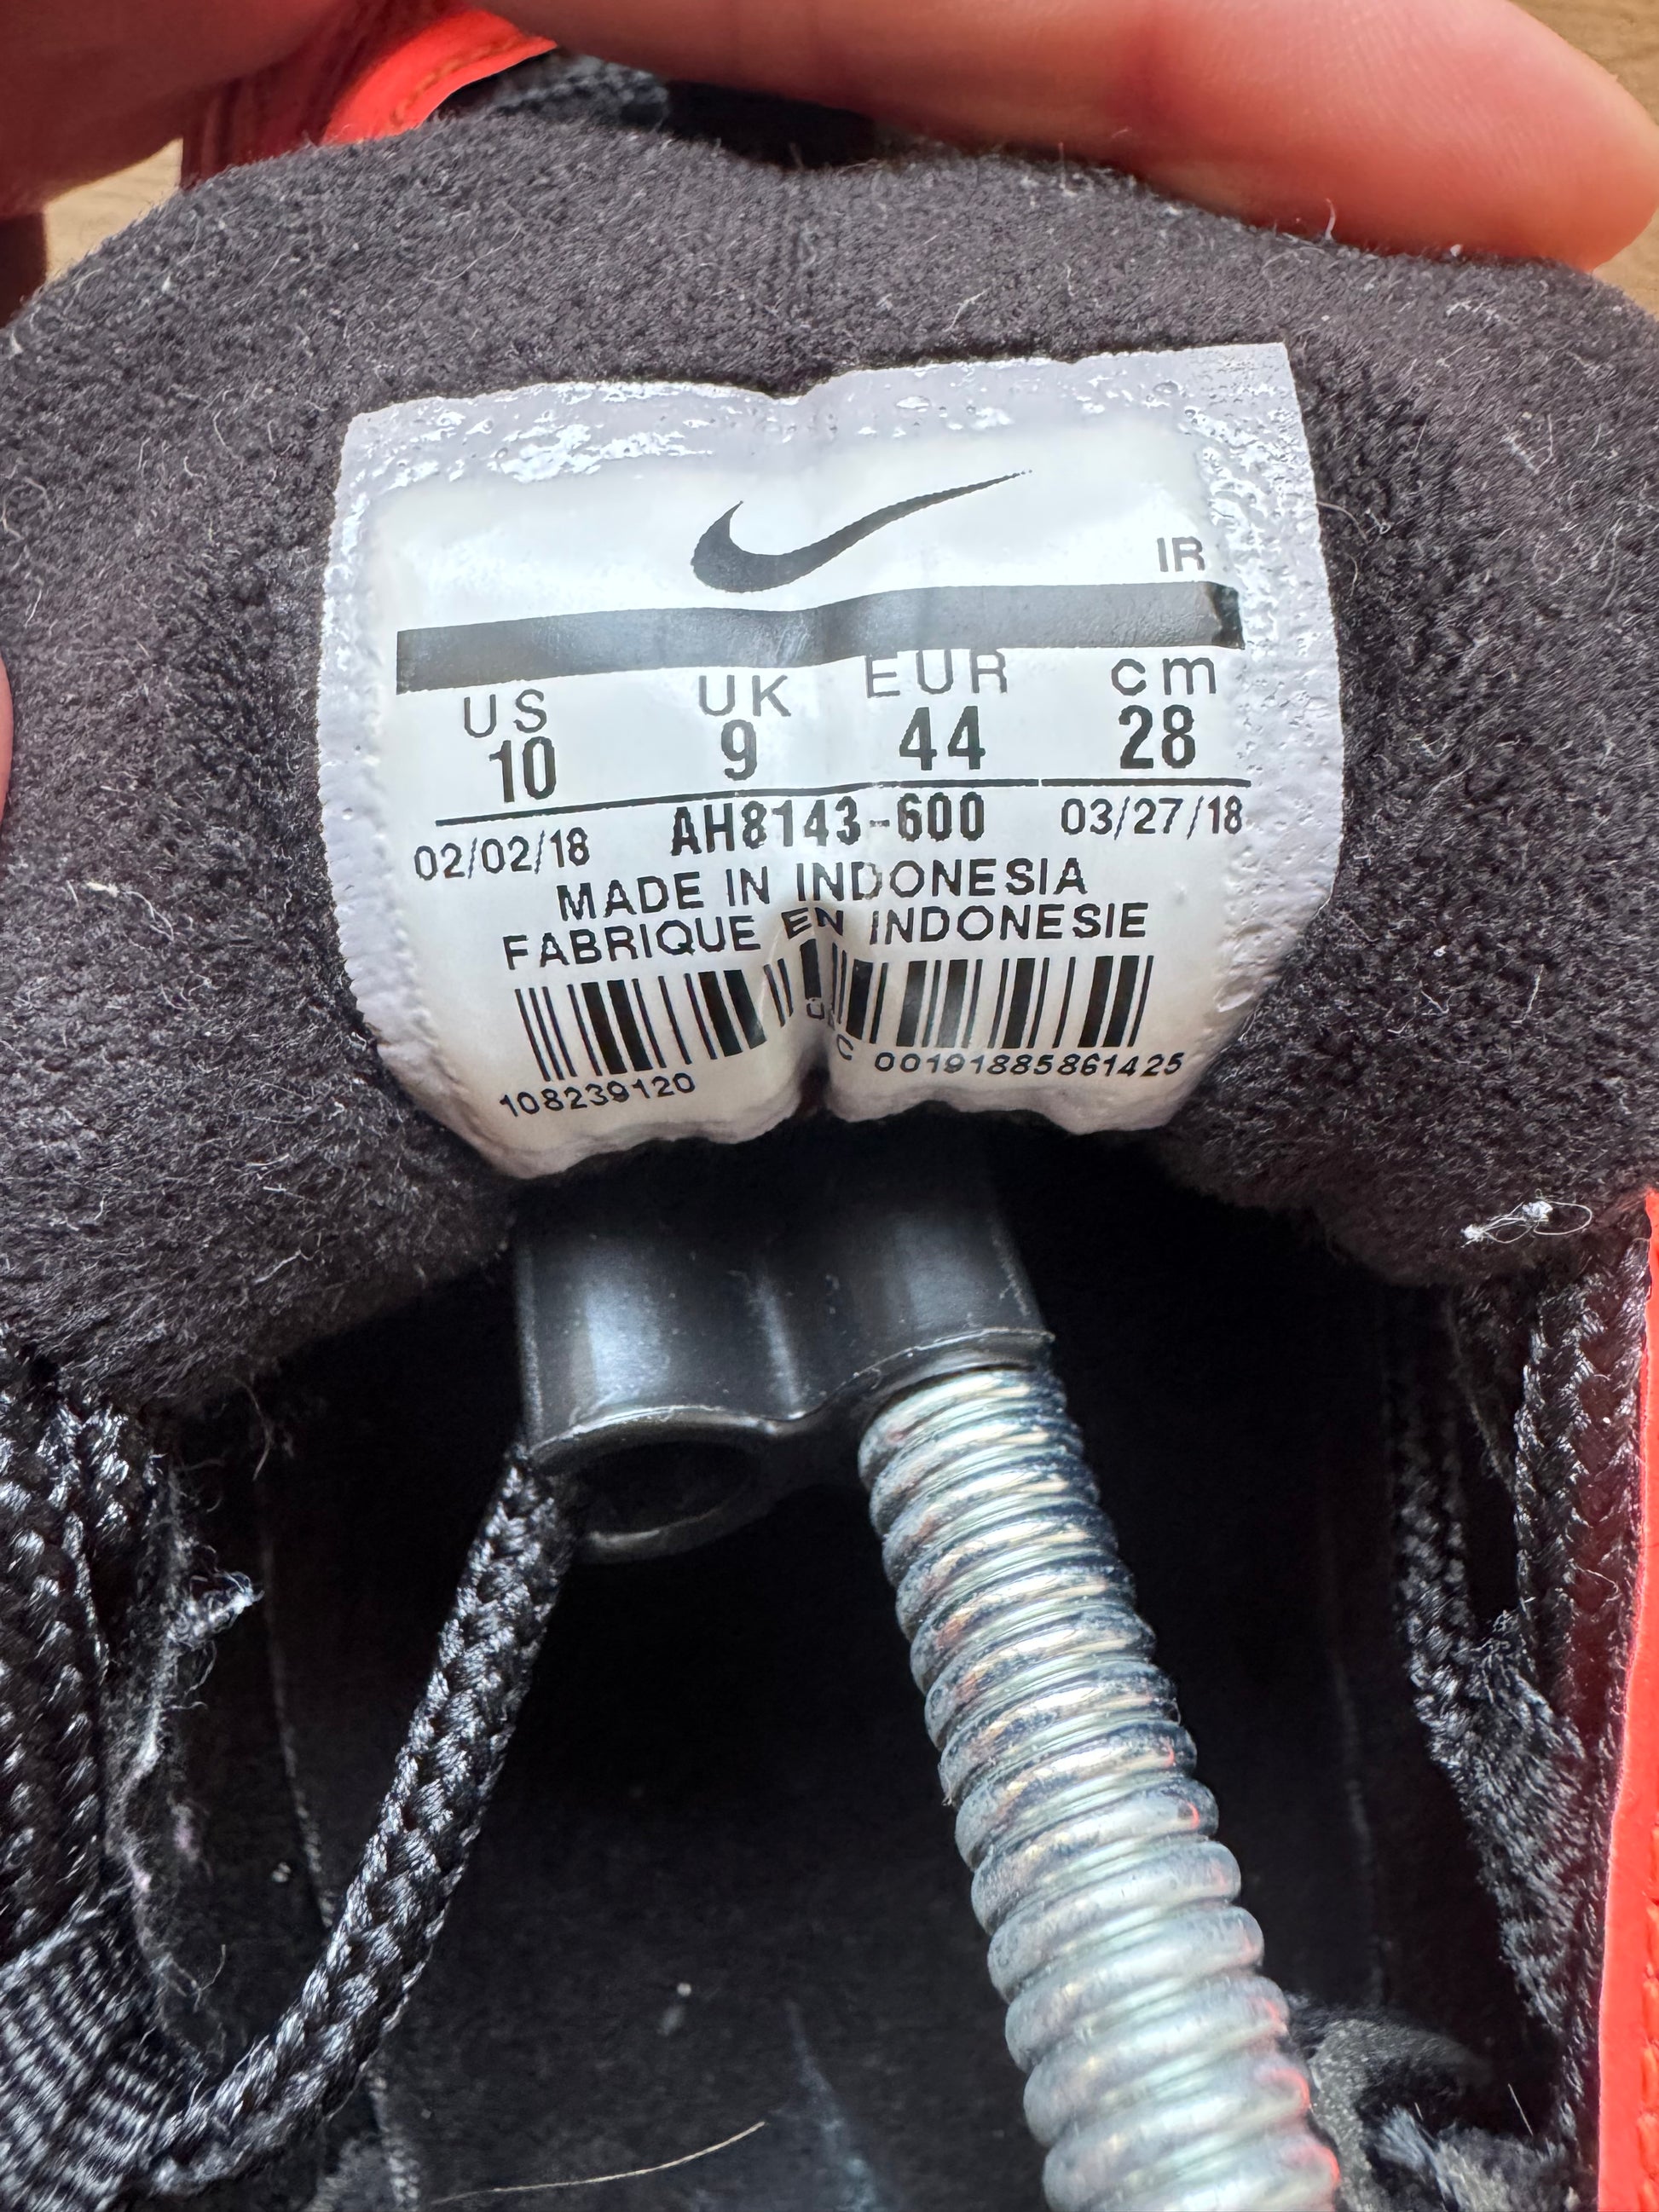 IR
US UK EUR cm
10 9 44 28
02/02/18 AH8143-600 03/27/18
MADE IN INDONESIA
FABRIQUE EN INDONESIE
108239120 00191885861425